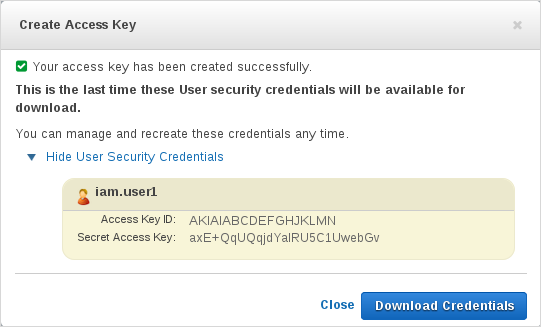 Create Access Key
Your access key has been created successfully.
This is the last time these User security credentials will be available for
download.
You can manage and recreate these credentials any time.
Hide User Security Credentials
iam.user1
Access Key ID: AKIAIABCDEFGHJKLMN
Secret Access Key: axE+QqUQqjdYaIRU5C1UwebGv
Close Download Credentials